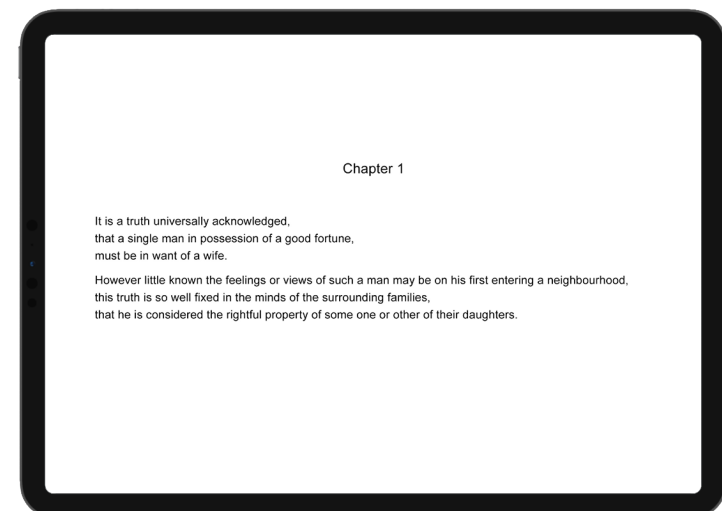 Chapter 1
It is a truth universally acknowledged,
that a single man in possession of a good fortune,
must be in want of a wife.
However little known the feelings or views of such a man may be on his first entering a neighbourhood,
this truth is so well fixed in the minds of the surrounding families,
that he is considered the rightful property of some one or other of their daughters.